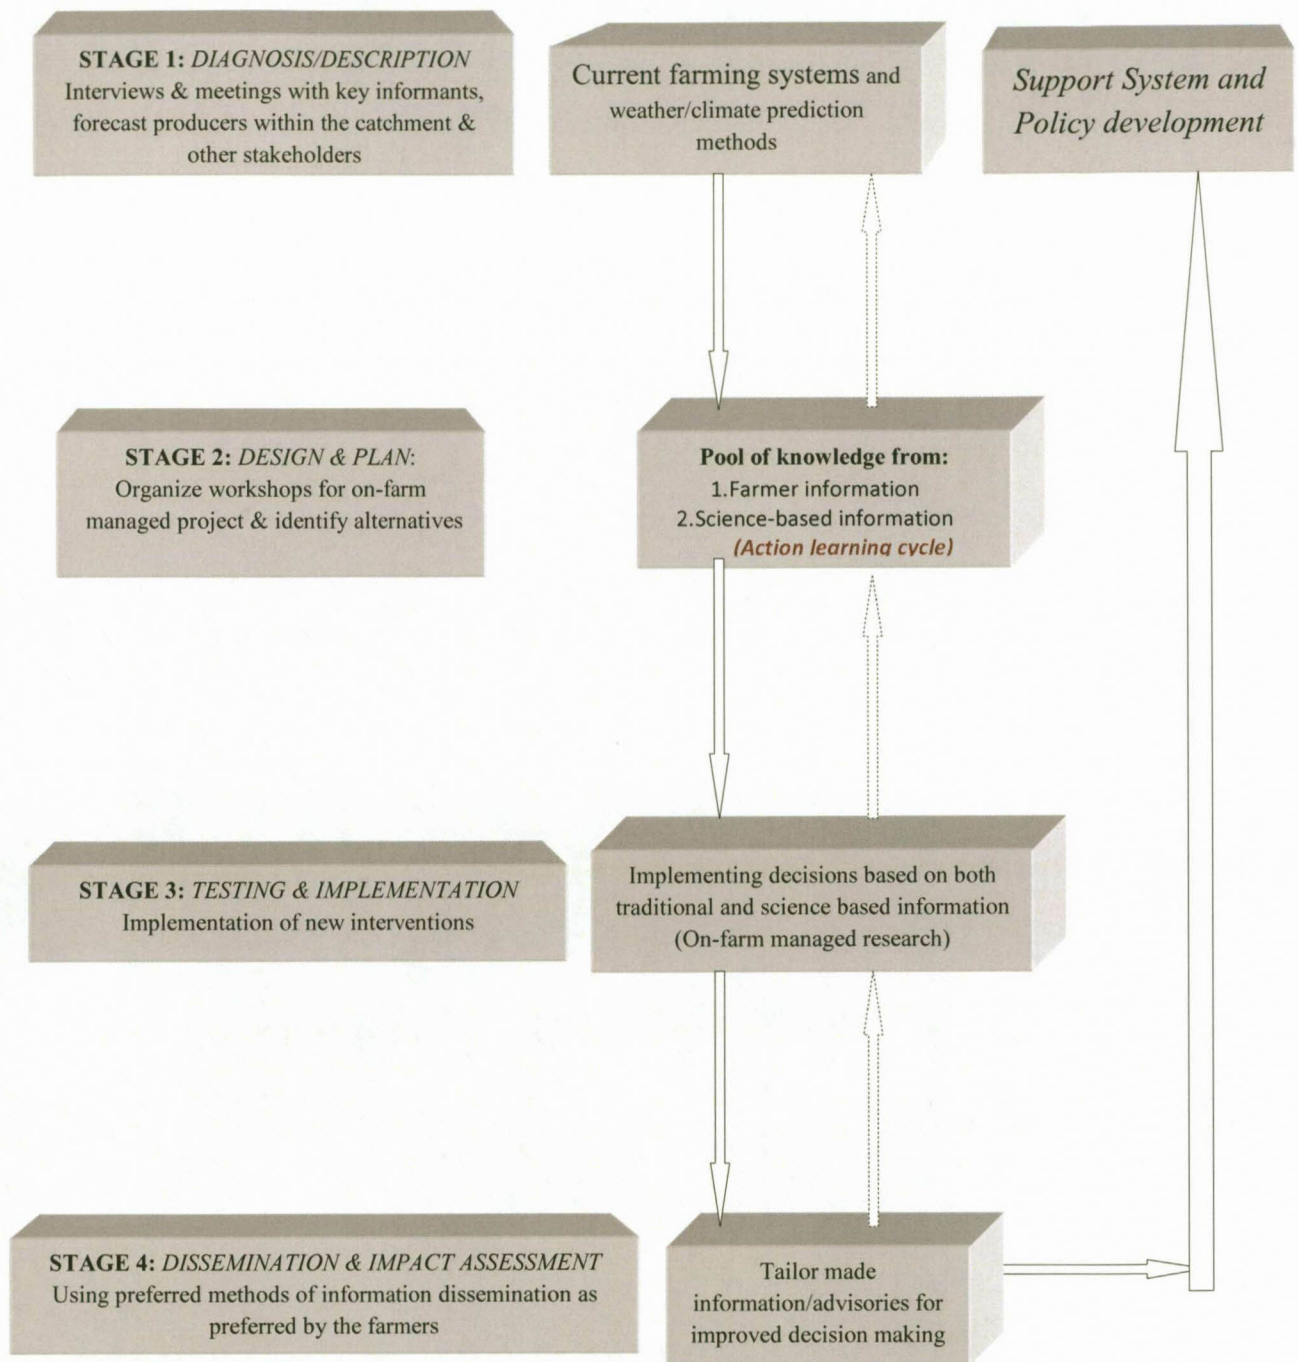 STAGE 1: DIAGNOSIS/DESCRIPTION
Interviews & meetings with key informants,
forecast producers within the catchment &
other stakeholders
Current farming systems and
weather/climate prediction
methods
Support System and
Policy development
STAGE 2: DESIGN & PLAN:
Organize workshops for on-farm
managed project & identify alternatives
Pool of knowledge from:
1.Farmer information
2.Science-based information
(Action learning cycle)
STAGE 3: TESTING & IMPLEMENTATION
Implementation of new interventions
Implementing decisions based on both
traditional and science based information
(On-farm managed research)
STAGE 4: DISSEMINATION & IMPACT ASSESSMENT
Using preferred methods of information dissemination as
preferred by the farmers
Tailor made
information/advisories for
improved decision making